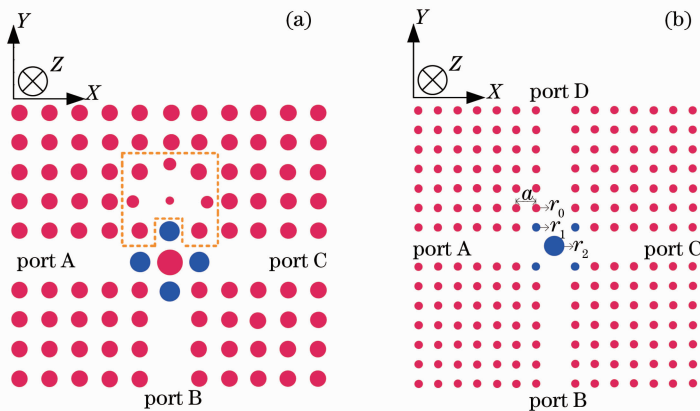 Y
(a)
Z
X
port A
port C
port B
Y
(b)
Z
X
port D
a
r₀
r₁
r₂
port A
port C
port B